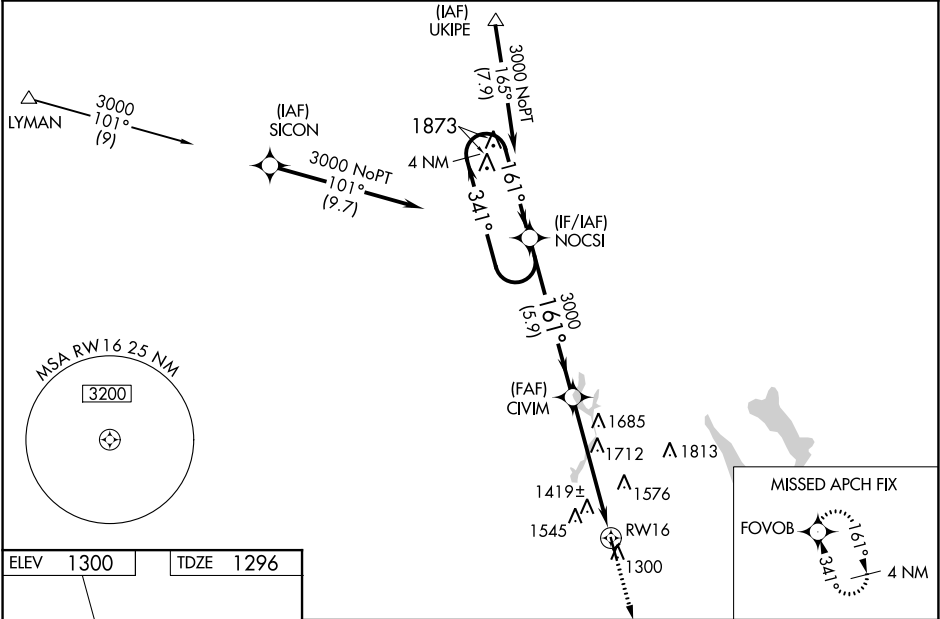 (IAF)
UKIPE
3000 NoPT
165°
(7.9)
LYMAN
3000
101°
(9)
(IAF)
SICON
3000 NoPT
101°
(9.7)
1873
4 NM
161°
341°
(IF/IAF)
NOCSI
3000
161°
(5.9)
MSA RW16 25 NM
3200
(FAF)
CIVIM
1685
1712
1813
1576
1419±
1545
RW16
1300
MISSED APCH FIX
FOVOB
161°
341°
4 NM
ELEV 1300
TDZE 1296